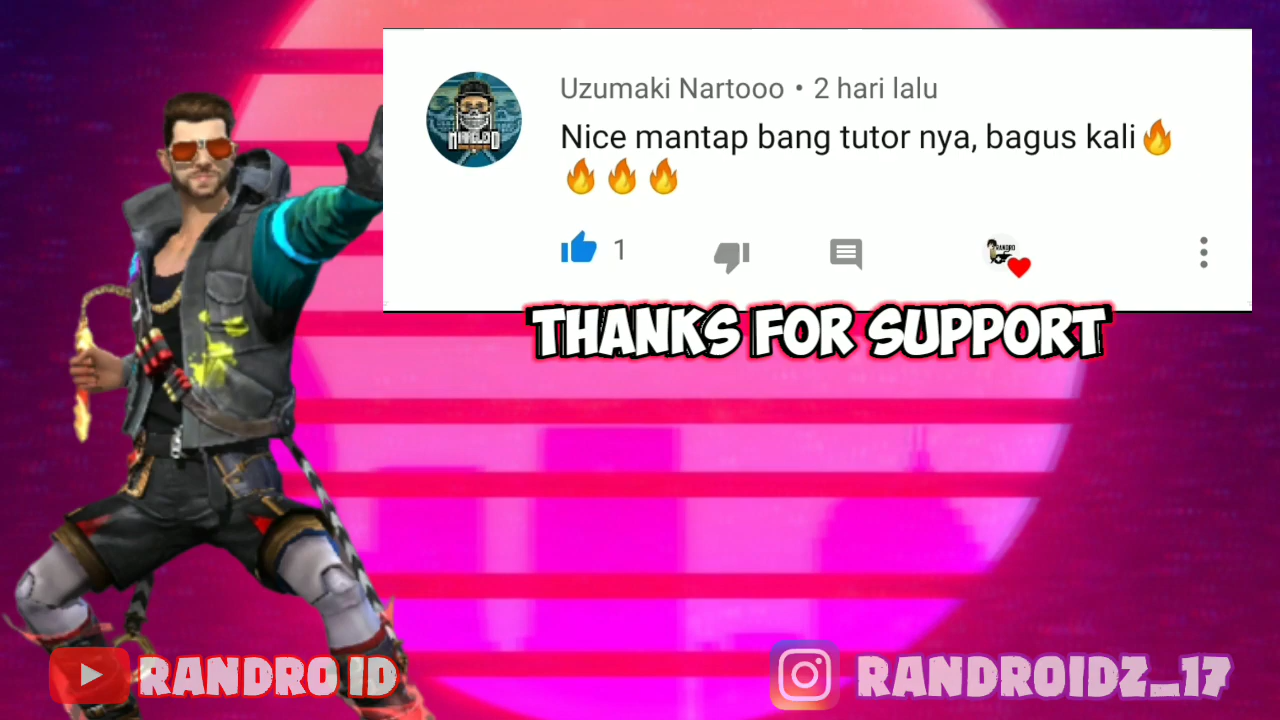 Uzumaki Nartooo • 2 hari lalu
Nice mantap bang tutor nya, bagus kali🔥
🔥🔥🔥
1
RANDRO
THANKS FOR SUPPORT
RANDRO ID
RANDROIDZ_17